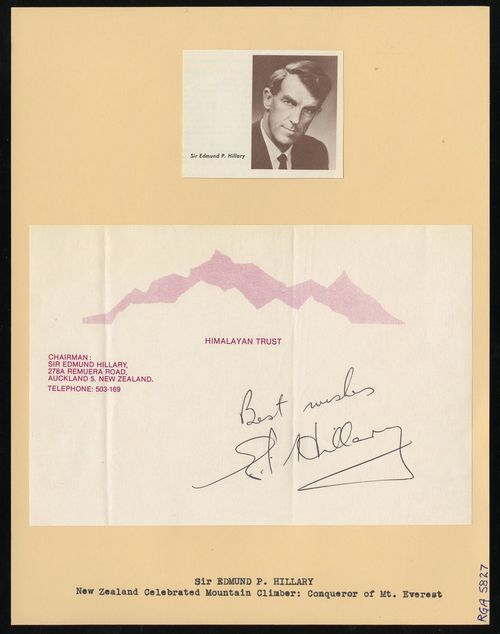 Sir Edmund P. Hillary
HIMALAYAN TRUST
CHAIRMAN:
SIR EDMUND HILLARY,
278A REMUERA ROAD,
AUCKLAND 5. NEW ZEALAND.
TELEPHONE: 503-169
Best wishes
E.P. Hillary
Sir EDMUND P. HILLARY
New Zealand Celebrated Mountain Climber: Conqueror of Mt. Everest
RGA 5827